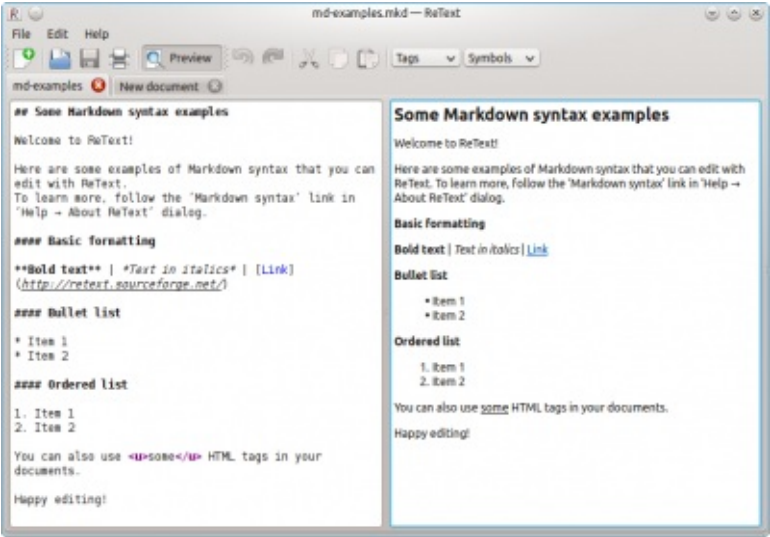 md-examples.mkd — ReText
File Edit Help
Preview Tags Symbols
md-examples New document
## Some Markdown syntax examples
Welcome to ReText!
Here are some examples of Markdown syntax that you can
edit with ReText.
To learn more, follow the 'Markdown syntax' link in
'Help → About ReText' dialog.
#### Basic formatting
**Bold text** | *Text in italics* | [Link]
(http://retext.sourceforge.net/)
#### Bullet list
* Item 1
* Item 2
#### Ordered list
1. Item 1
2. Item 2
You can also use <u>some</u> HTML tags in your
documents.
Happy editing!
Some Markdown syntax examples
Welcome to ReText!
Here are some examples of Markdown syntax that you can edit with
ReText. To learn more, follow the 'Markdown syntax' link in 'Help →
About ReText' dialog.
Basic formatting
Bold text | Text in italics | Link
Bullet list
• Item 1
• Item 2
Ordered list
1. Item 1
2. Item 2
You can also use some HTML tags in your documents.
Happy editing!